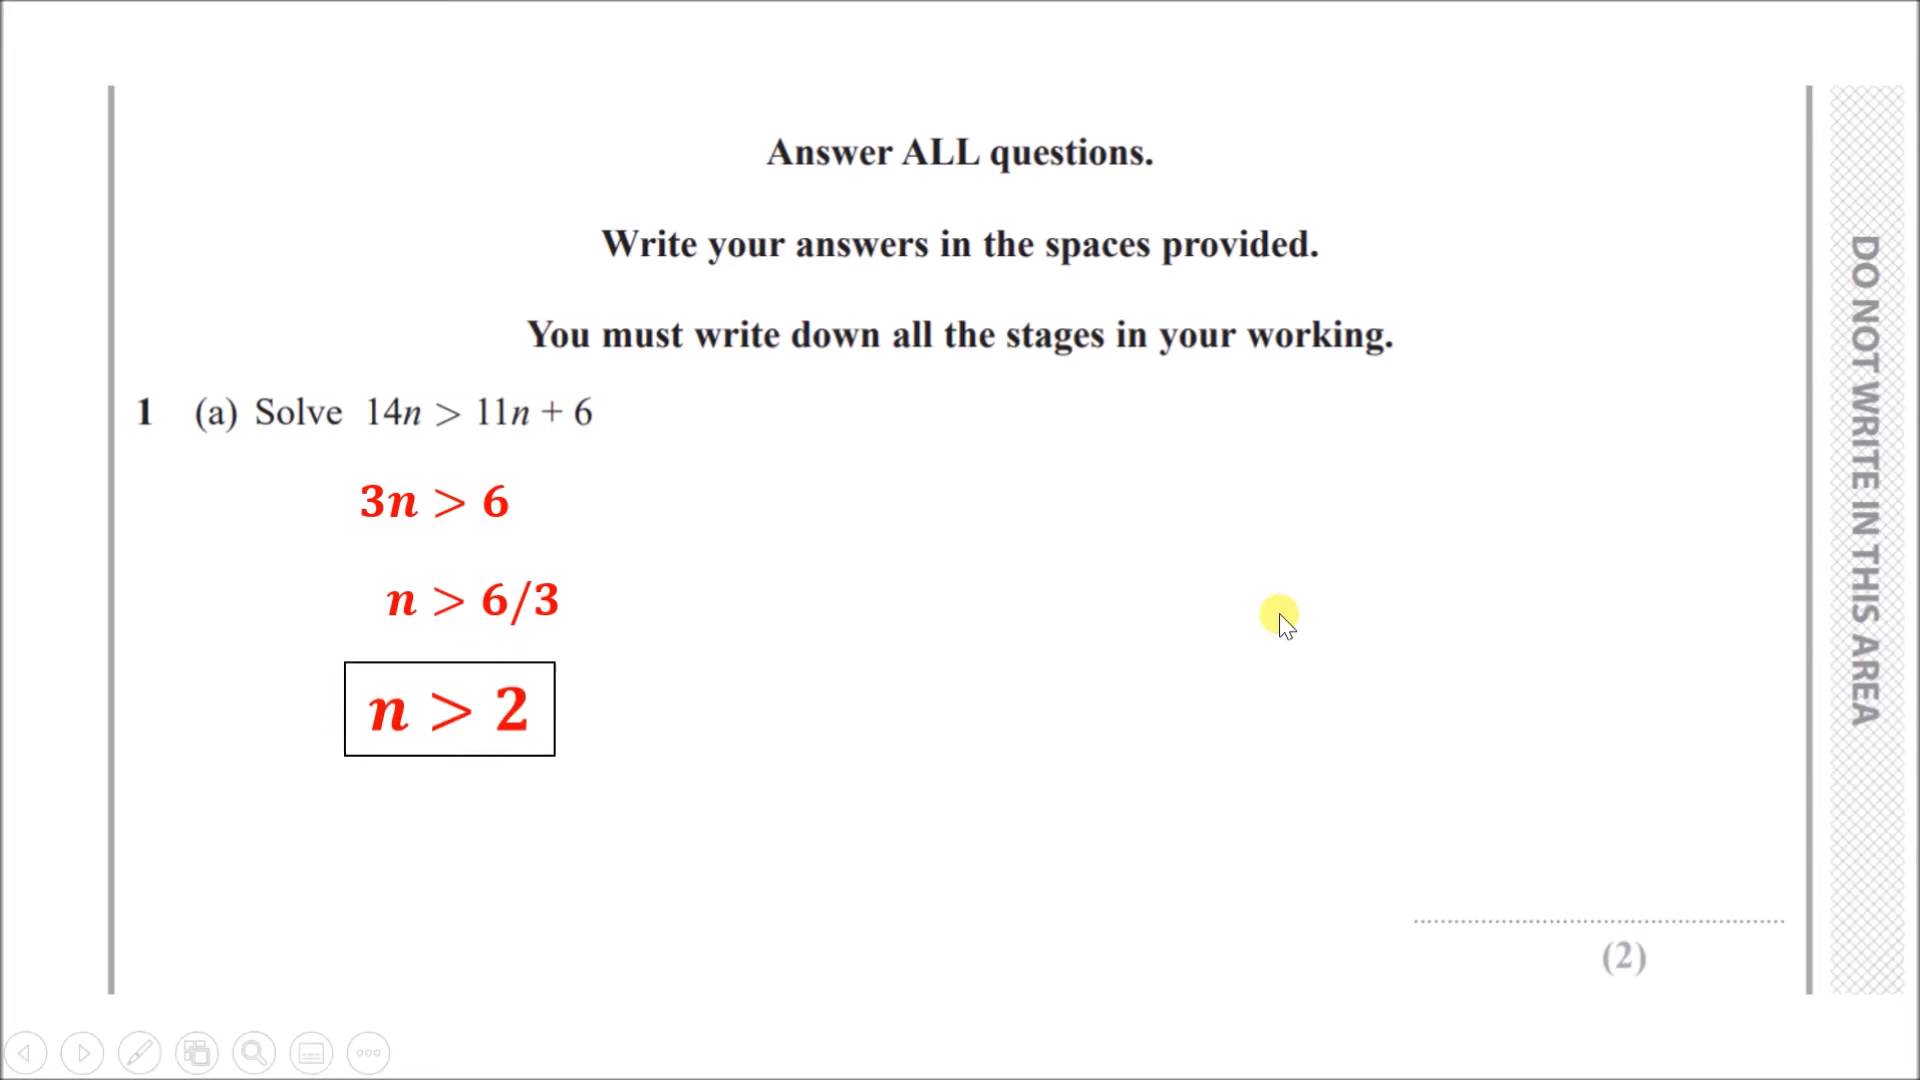 Answer ALL questions.
Write your answers in the spaces provided.
You must write down all the stages in your working.
1 (a) Solve 14n > 11n + 6
3n > 6
n > 6/3
n > 2
(2)
DO NOT WRITE IN THIS AREA